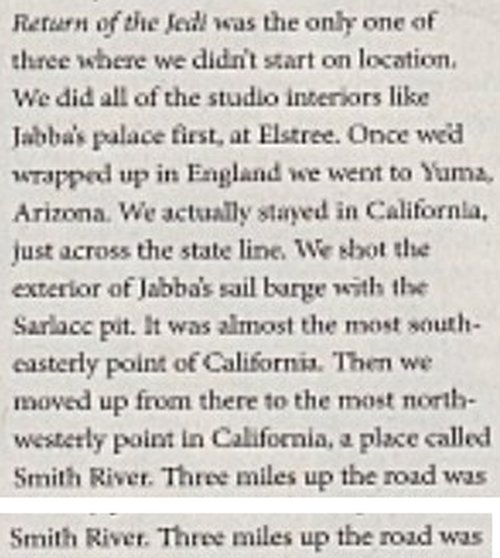 Return of the Jedi was the only one of
three where we didn't start on location.
We did all of the studio interiors like
Jabba's palace first, at Elstree. Once we'd
wrapped up in England we went to Yuma,
Arizona. We actually stayed in California,
just across the state line. We shot the
exterior of Jabba's sail barge with the
Sarlacc pit. It was almost the most south-
easterly point of California. Then we
moved up from there to the most north-
westerly point in California, a place called
Smith River. Three miles up the road was
Smith River. Three miles up the road was